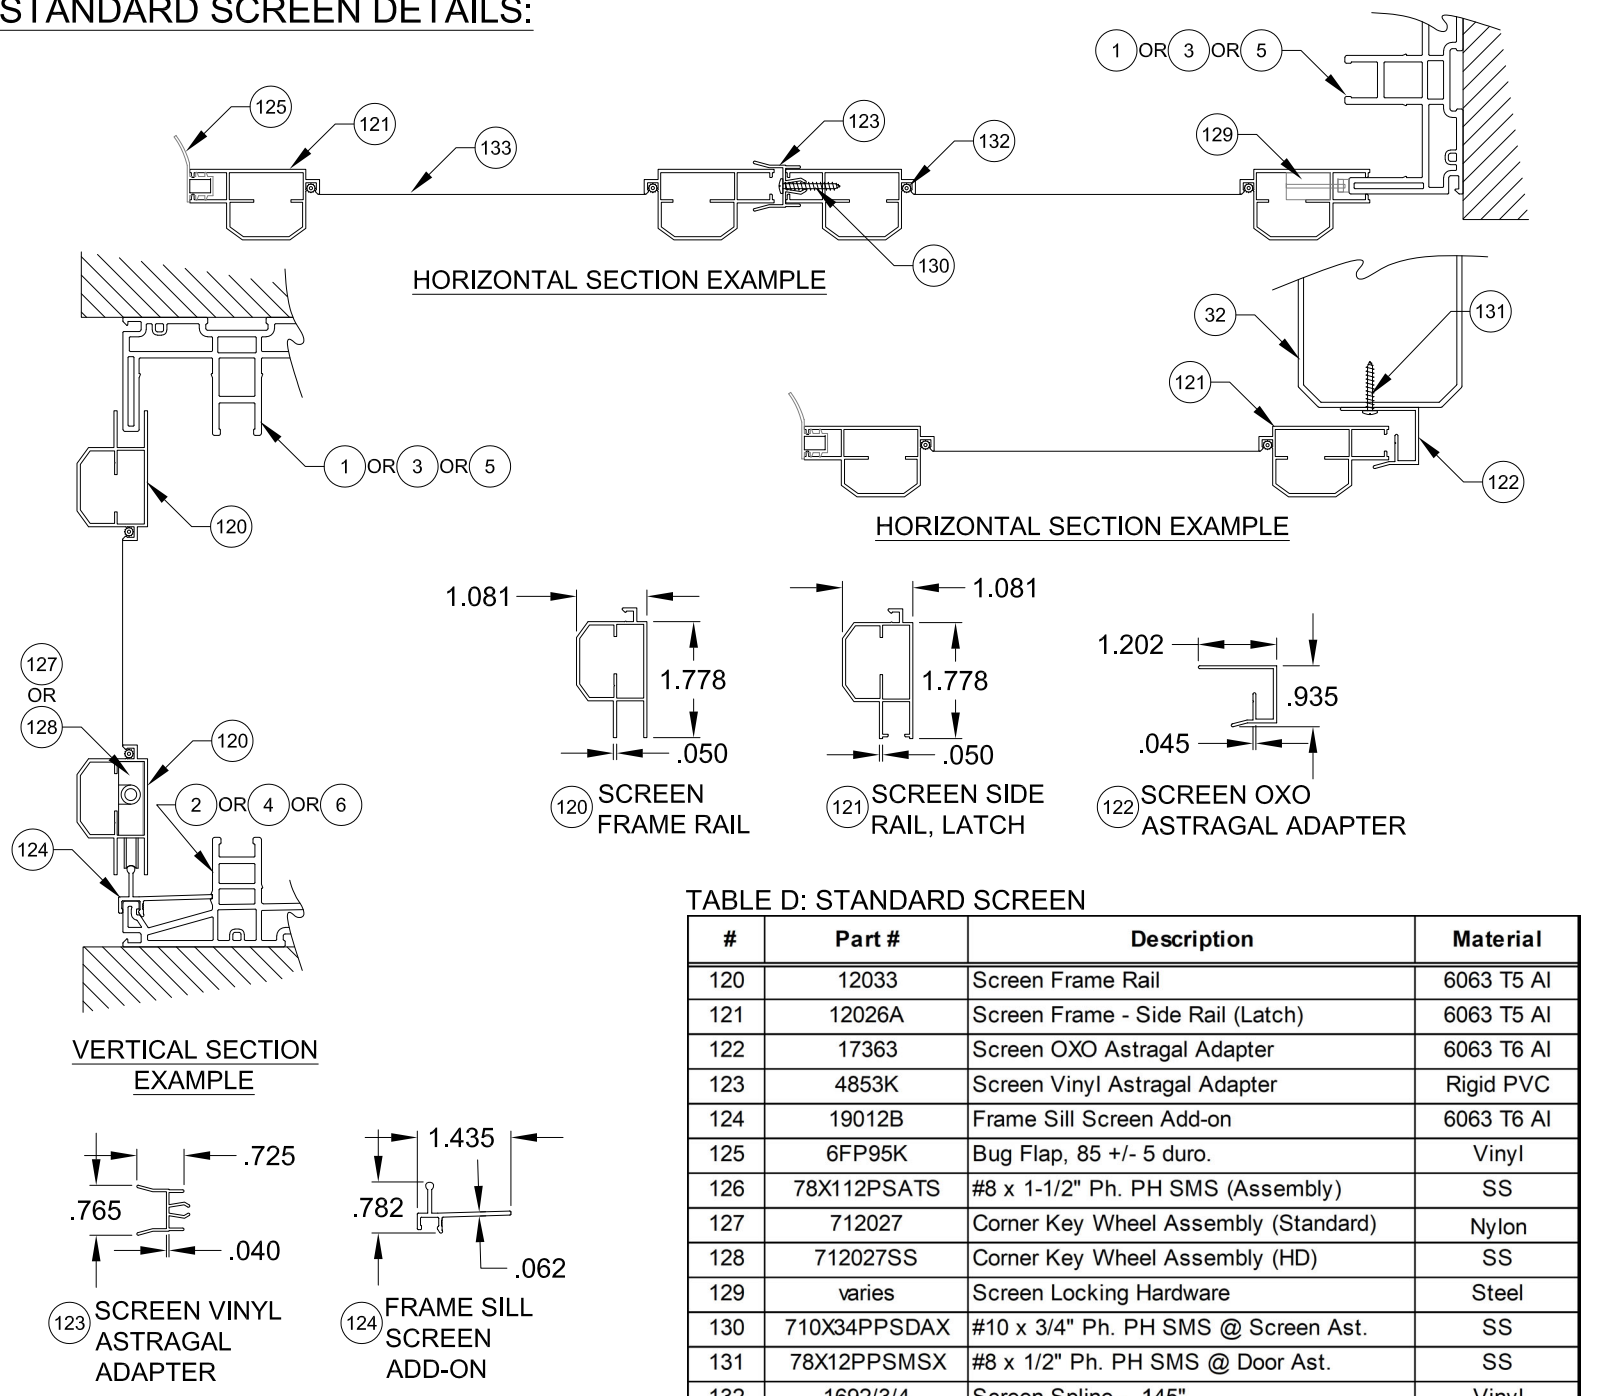 STANDARD SCREEN DETAILS:
1 OR 3 OR 5
125
121
133
123
132
129
130
HORIZONTAL SECTION EXAMPLE
32
131
121
122
HORIZONTAL SECTION EXAMPLE
1 OR 3 OR 5
120
127
OR
128
120
2 OR 4 OR 6
124
VERTICAL SECTION
EXAMPLE
1.081
1.778
.050
120 SCREEN
FRAME RAIL
1.081
1.778
.050
121 SCREEN SIDE
RAIL, LATCH
1.202
.935
.045
122 SCREEN OXO
ASTRAGAL ADAPTER
.725
.765
.040
123 SCREEN VINYL
ASTRAGAL
ADAPTER
1.435
.782
.062
124 FRAME SILL
SCREEN
ADD-ON
TABLE D: STANDARD SCREEN
# Part # Description Material
120 12033 Screen Frame Rail 6063 T5 Al
121 12026A Screen Frame - Side Rail (Latch) 6063 T5 Al
122 17363 Screen OXO Astragal Adapter 6063 T6 Al
123 4853K Screen Vinyl Astragal Adapter Rigid PVC
124 19012B Frame Sill Screen Add-on 6063 T6 Al
125 6FP95K Bug Flap, 85 +/- 5 duro. Vinyl
126 78X112PSATS #8 x 1-1/2" Ph. PH SMS (Assembly) SS
127 712027 Corner Key Wheel Assembly (Standard) Nylon
128 712027SS Corner Key Wheel Assembly (HD) SS
129 varies Screen Locking Hardware Steel
130 710X34PPSDAX #10 x 3/4" Ph. PH SMS @ Screen Ast. SS
131 78X12PPSMSX #8 x 1/2" Ph. PH SMS @ Door Ast. SS
132 1692/3/4 Screen Spline - .145" Vinyl